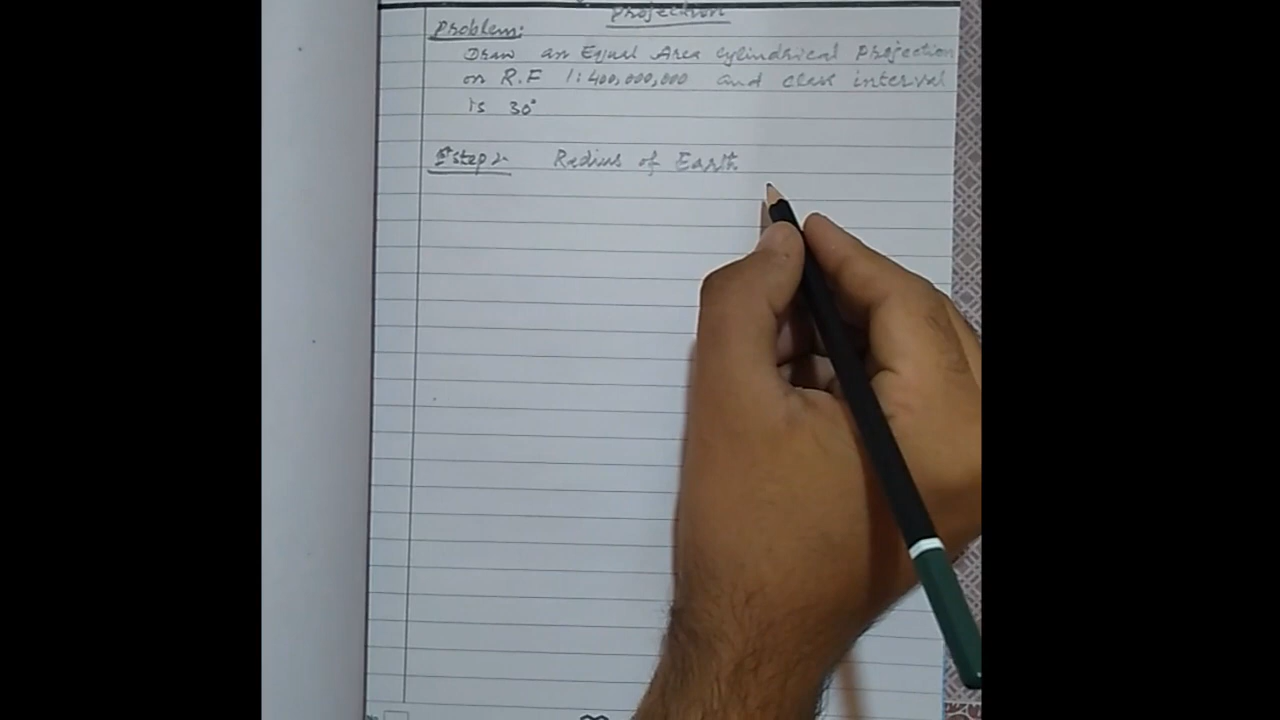 Projection
Problem:
Draw an Equal Area Cylindrical Projection
on R.F 1:400,000,000 and class interval
is 30°
1st step:- Radius of Earth